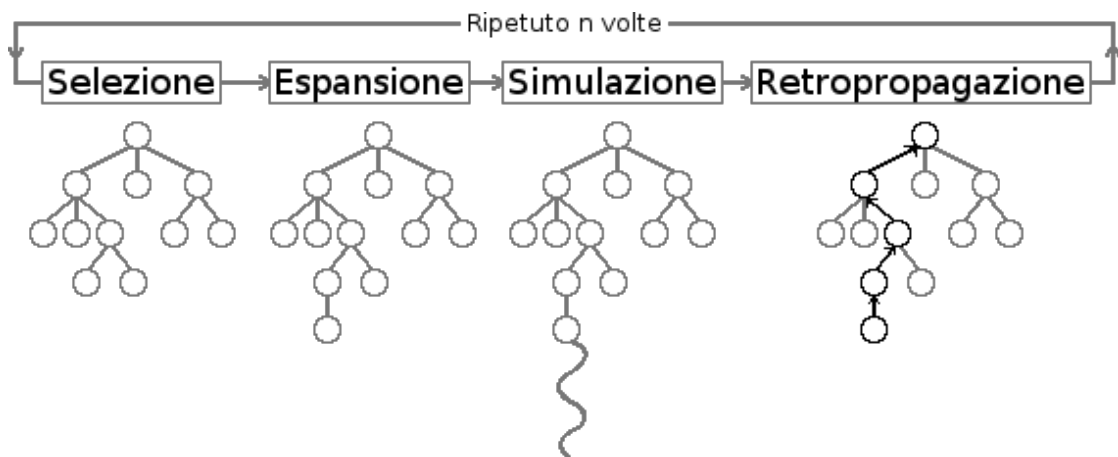 Ripetuto n volte
Selezione
Espansione
Simulazione
Retropropagazione